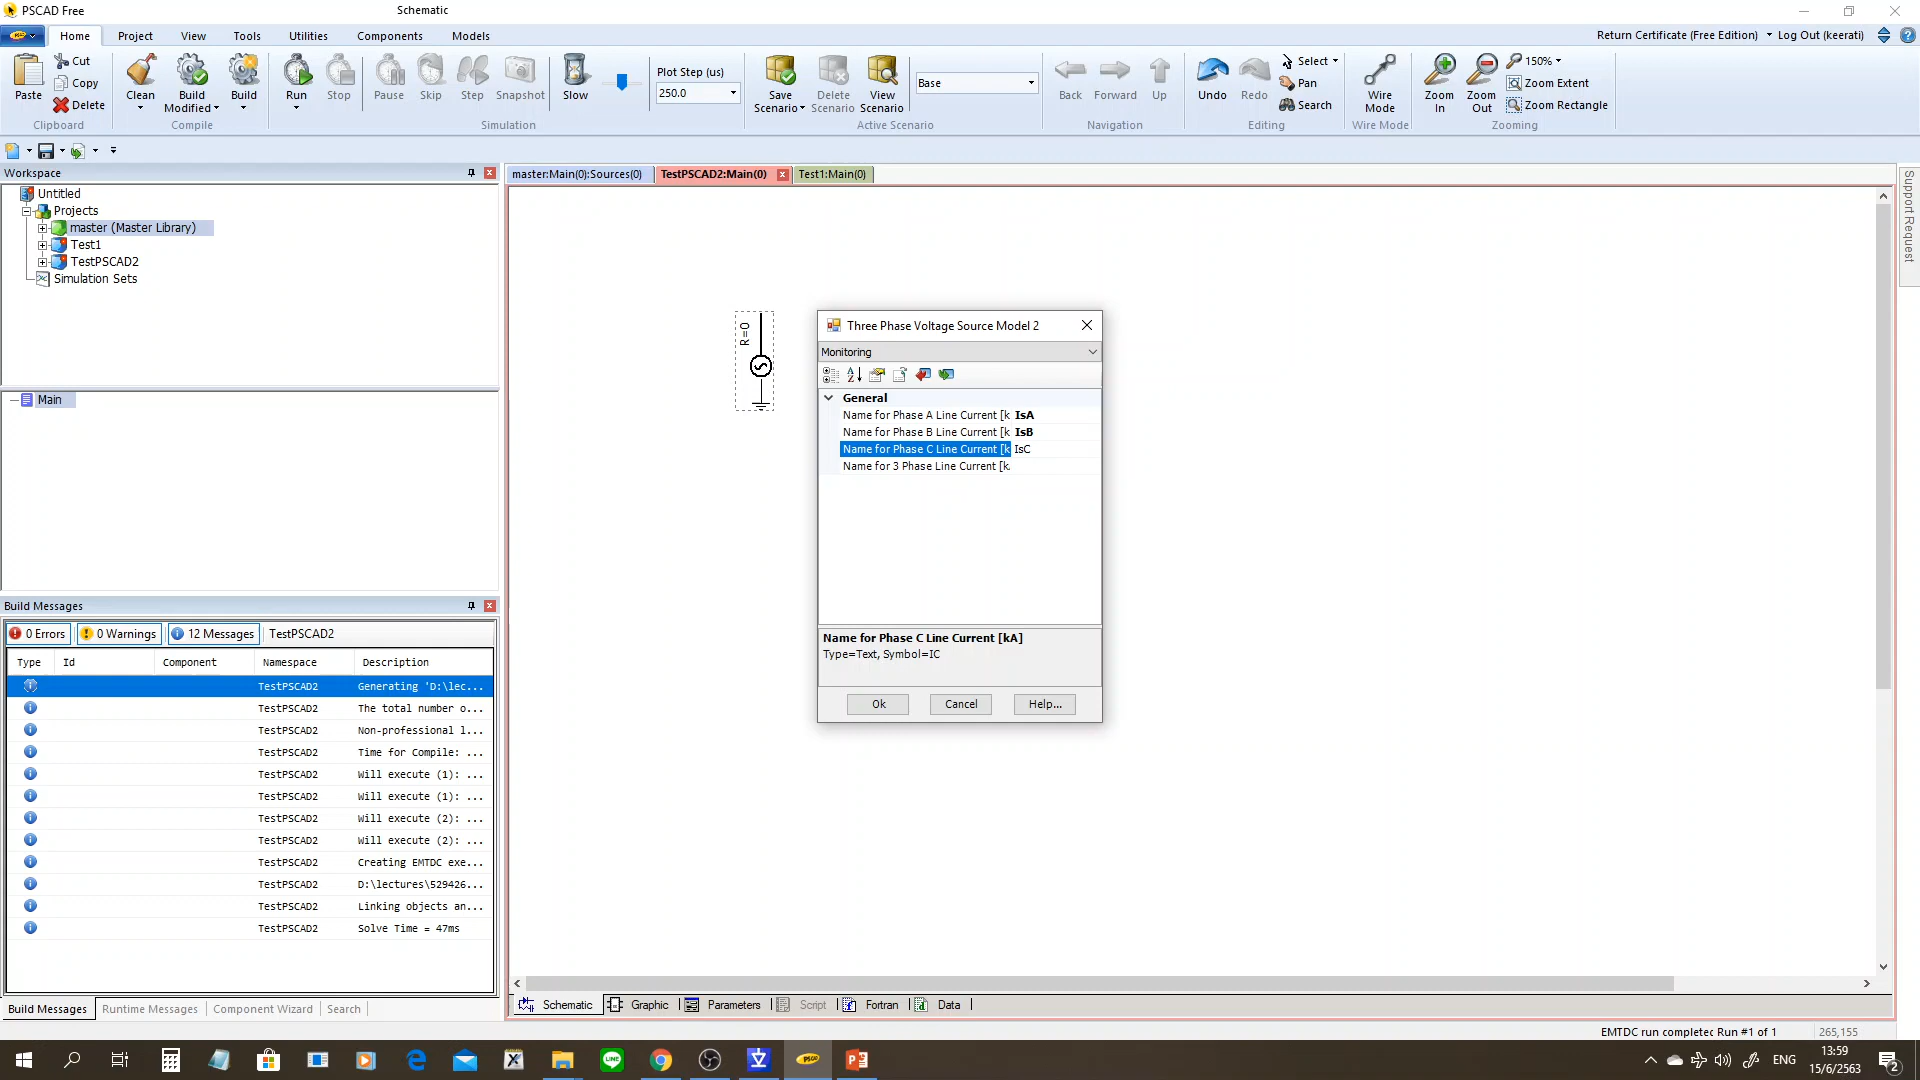 PSCAD Free
Schematic
Home
Project
View
Tools
Utilities
Components
Models
Return Certificate (Free Edition)
Log Out (keerati)
Paste
Cut
Copy
Delete
Clipboard
Clean
Build Modified
Build
Compile
Run
Stop
Pause
Skip
Step
Snapshot
Slow
Plot Step (us)
250.0
Simulation
Save Scenario
Delete Scenario
View Scenario
Base
Active Scenario
Back
Forward
Up
Navigation
Undo
Redo
Select
Pan
Search
Editing
Wire Mode
Wire Mode
Zoom In
Zoom Out
150%
Zoom Extent
Zoom Rectangle
Zooming
Workspace
Untitled
Projects
master (Master Library)
Test1
TestPSCAD2
Simulation Sets
Main
master:Main(0):Sources(0)
TestPSCAD2:Main(0)
Test1:Main(0)
Support Request
R=0
Three Phase Voltage Source Model 2
Monitoring
General
Name for Phase A Line Current [k IsA
Name for Phase B Line Current [k IsB
Name for Phase C Line Current [k IsC
Name for 3 Phase Line Current [k.
Name for Phase C Line Current [kA]
Type=Text, Symbol=IC
Ok
Cancel
Help...
Build Messages
0 Errors
0 Warnings
12 Messages
TestPSCAD2
Type Id Component Namespace Description
TestPSCAD2 Generating 'D:\lec...
TestPSCAD2 The total number o...
TestPSCAD2 Non-professional l...
TestPSCAD2 Time for Compile: ...
TestPSCAD2 Will execute (1): ...
TestPSCAD2 Will execute (1): ...
TestPSCAD2 Will execute (2): ...
TestPSCAD2 Will execute (2): ...
TestPSCAD2 Creating EMTDC exe...
TestPSCAD2 D:\lectures\529426...
TestPSCAD2 Linking objects an...
TestPSCAD2 Solve Time = 47ms
Build Messages
Runtime Messages
Component Wizard
Search
Schematic
Graphic
Parameters
Script
Fortran
Data
EMTDC run completec Run #1 of 1
265,155
ENG
13:59
15/6/2563
2